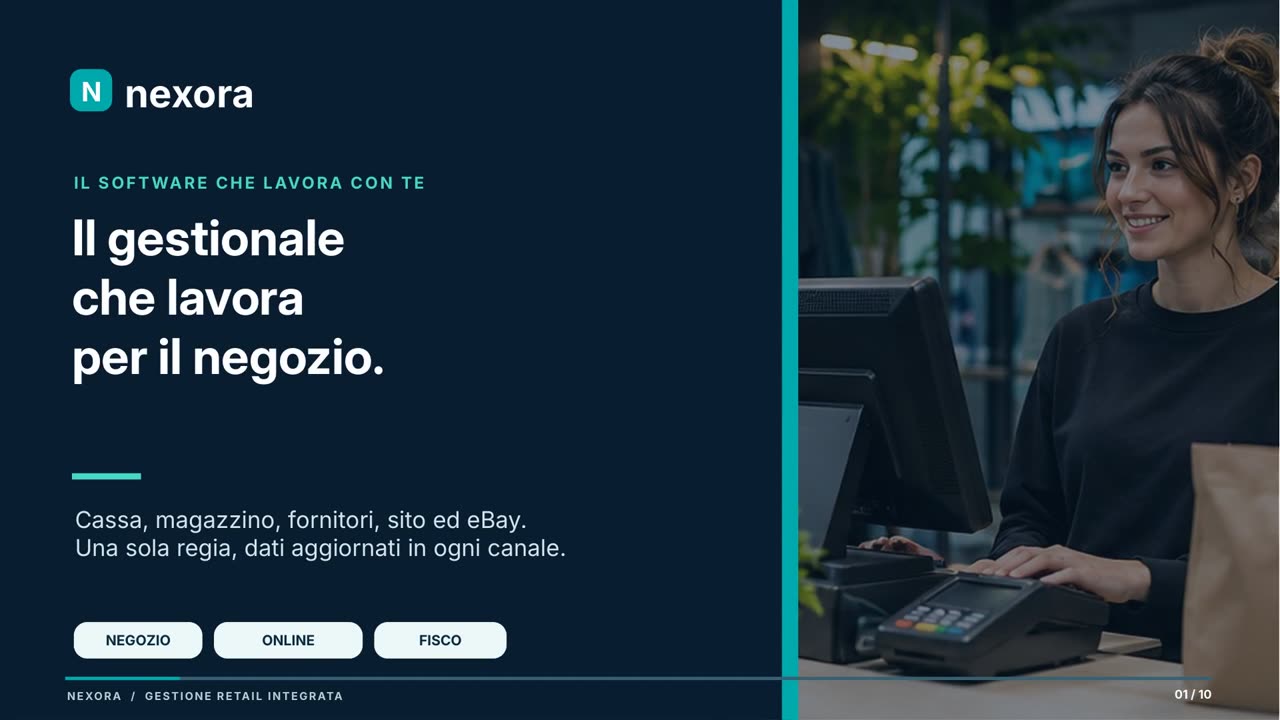 N nexora
IL SOFTWARE CHE LAVORA CON TE
Il gestionale
che lavora
per il negozio.
Cassa, magazzino, fornitori, sito ed eBay.
Una sola regia, dati aggiornati in ogni canale.
NEGOZIO ONLINE FISCO
NEXORA / GESTIONE RETAIL INTEGRATA
01 / 10